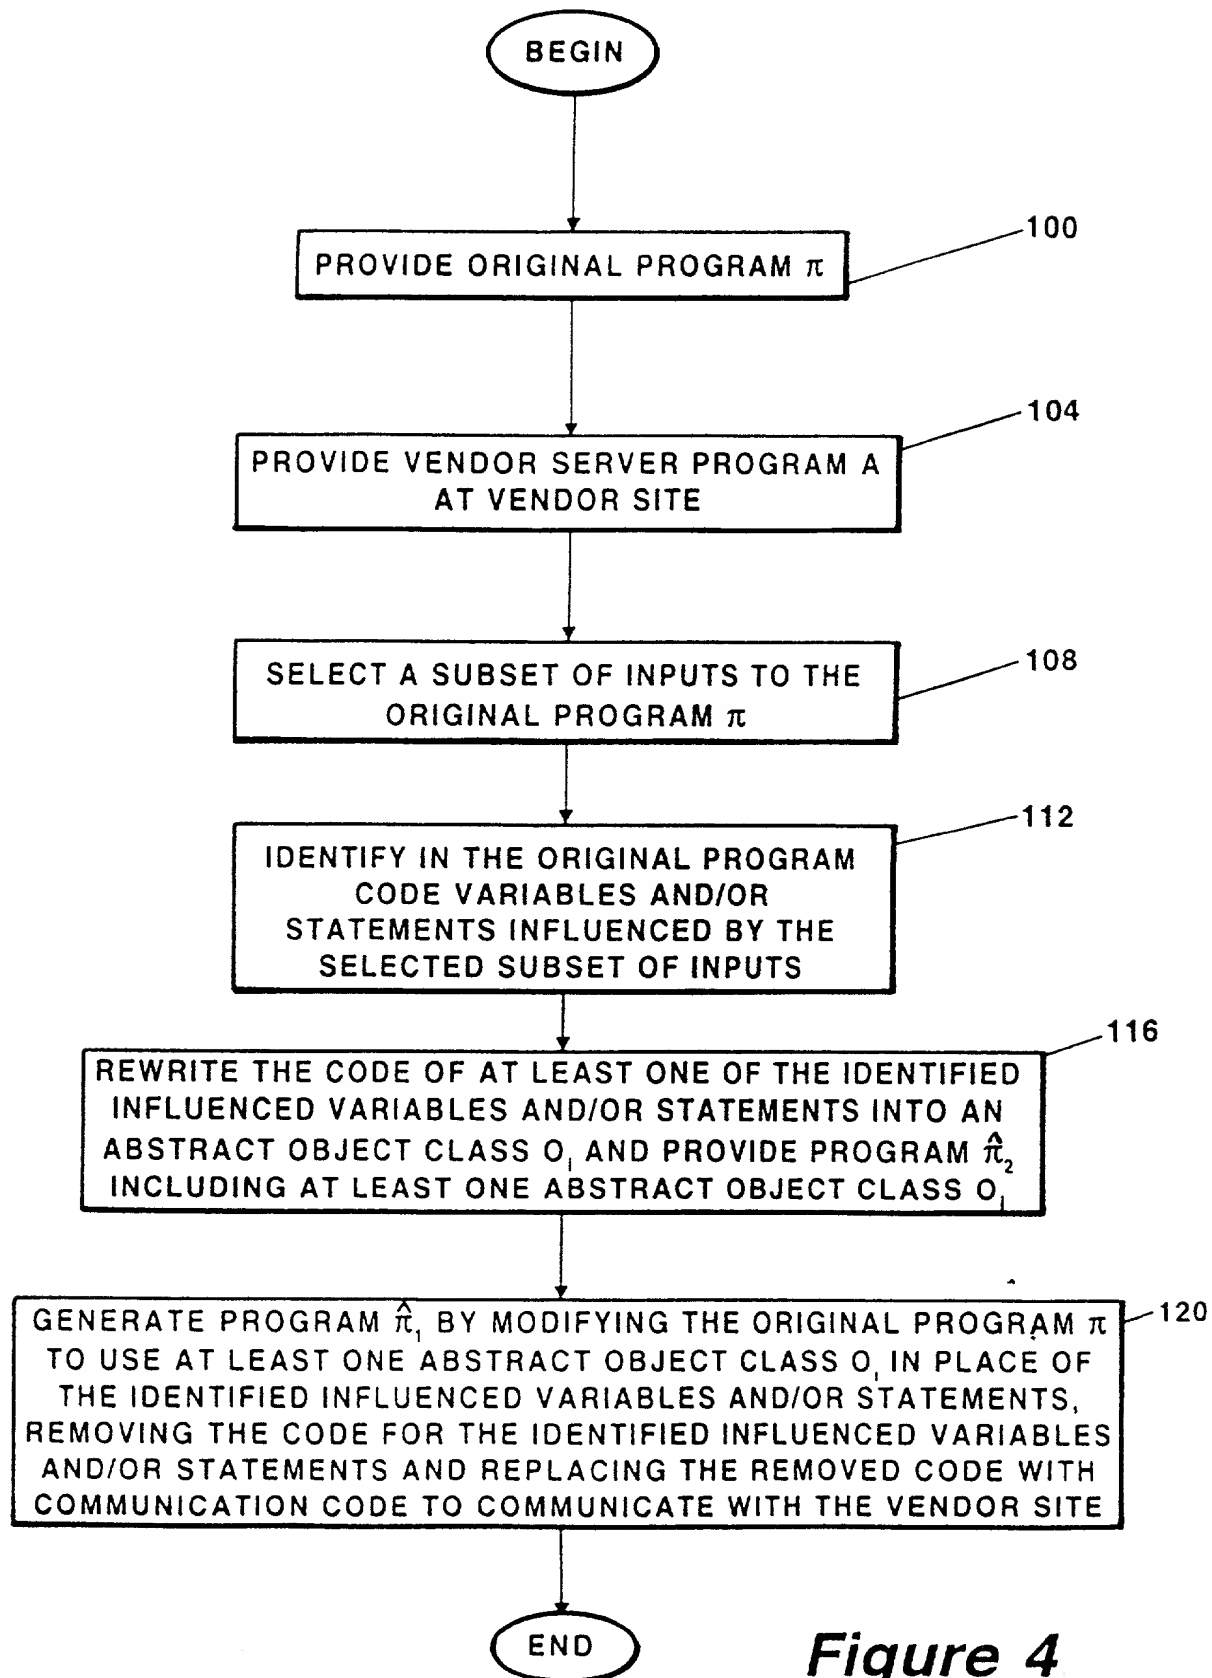 BEGIN
100
PROVIDE ORIGINAL PROGRAM π
104
PROVIDE VENDOR SERVER PROGRAM A
AT VENDOR SITE
108
SELECT A SUBSET OF INPUTS TO THE
ORIGINAL PROGRAM π
112
IDENTIFY IN THE ORIGINAL PROGRAM
CODE VARIABLES AND/OR
STATEMENTS INFLUENCED BY THE
SELECTED SUBSET OF INPUTS
116
REWRITE THE CODE OF AT LEAST ONE OF THE IDENTIFIED
INFLUENCED VARIABLES AND/OR STATEMENTS INTO AN
ABSTRACT OBJECT CLASS Oᵢ AND PROVIDE PROGRAM π̂₂
INCLUDING AT LEAST ONE ABSTRACT OBJECT CLASS Oᵢ
120
GENERATE PROGRAM π̂₁ BY MODIFYING THE ORIGINAL PROGRAM π
TO USE AT LEAST ONE ABSTRACT OBJECT CLASS Oᵢ IN PLACE OF
THE IDENTIFIED INFLUENCED VARIABLES AND/OR STATEMENTS,
REMOVING THE CODE FOR THE IDENTIFIED INFLUENCED VARIABLES
AND/OR STATEMENTS AND REPLACING THE REMOVED CODE WITH
COMMUNICATION CODE TO COMMUNICATE WITH THE VENDOR SITE
END
Figure 4